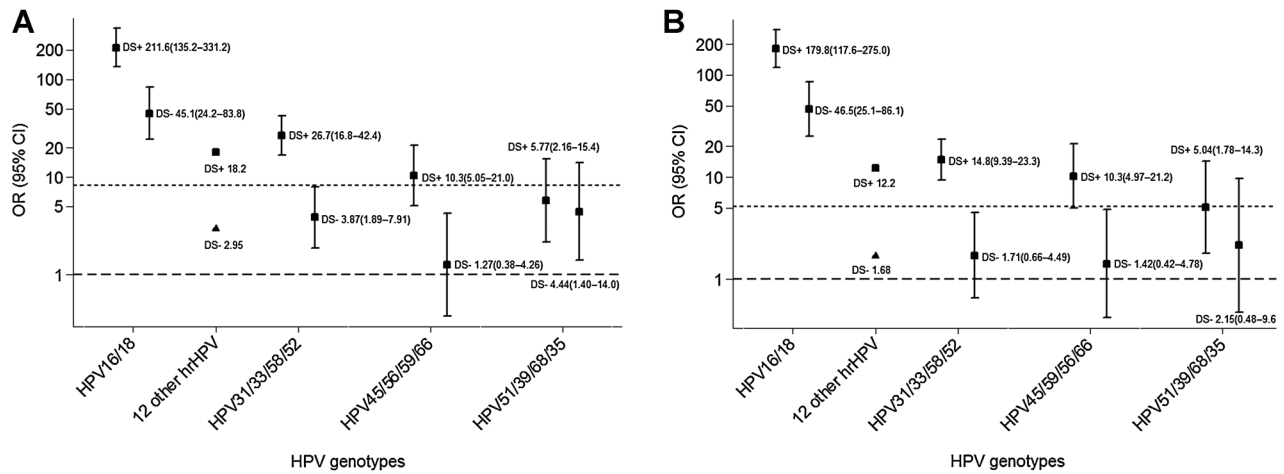 A
OR (95% CI)
200
100
50
20
10
5
1
DS+ 211.6(135.2–331.2)
DS- 45.1(24.2–83.8)
DS+ 18.2
DS- 2.95
DS+ 26.7(16.8–42.4)
DS- 3.87(1.89–7.91)
DS+ 10.3(5.05–21.0)
DS- 1.27(0.38–4.26)
DS+ 5.77(2.16–15.4)
DS- 4.44(1.40–14.0)
HPV16/18
12 other hrHPV
HPV31/33/58/52
HPV45/56/59/66
HPV51/39/68/35
HPV genotypes
B
OR (95% CI)
200
100
50
20
10
5
1
DS+ 179.8(117.6–275.0)
DS- 46.5(25.1–86.1)
DS+ 12.2
DS- 1.68
DS+ 14.8(9.39–23.3)
DS- 1.71(0.66–4.49)
DS+ 10.3(4.97–21.2)
DS- 1.42(0.42–4.78)
DS+ 5.04(1.78–14.3)
DS- 2.15(0.48–9.6
HPV16/18
12 other hrHPV
HPV31/33/58/52
HPV45/59/56/66
HPV51/39/68/35
HPV genotypes